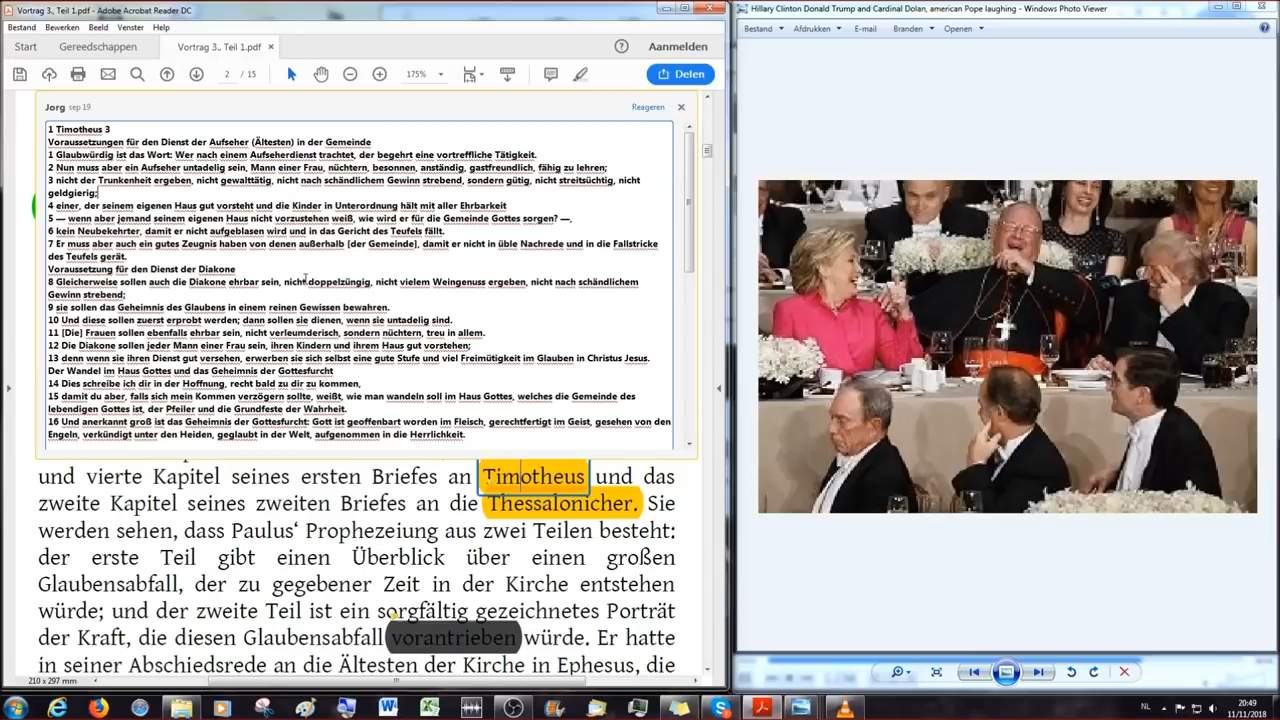 Vortrag 3., Teil 1.pdf - Adobe Acrobat Reader DC
Bestand Bewerken Beeld Venster Help
Start Gereedschappen Vortrag 3., Teil 1.pdf × Aanmelden
2 / 15 175% Delen
Jorg sep 19 Reageren
1 Timotheus 3
Voraussetzungen für den Dienst der Aufseher (Ältesten) in der Gemeinde
1 Glaubwürdig ist das Wort: Wer nach einem Aufseherdienst trachtet, der begehrt eine vortreffliche Tätigkeit.
2 Nun muss aber ein Aufseher untadelig sein, Mann einer Frau, nüchtern, besonnen, anständig, gastfreundlich, fähig zu lehren;
3 nicht der Trunkenheit ergeben, nicht gewalttätig, nicht nach schändlichem Gewinn strebend, sondern gütig, nicht streitsüchtig, nicht
geldgierig;
4 einer, der seinem eigenen Haus gut vorsteht und die Kinder in Unterordnung hält mit aller Ehrbarkeit
5 — wenn aber jemand seinem eigenen Haus nicht vorzustehen weiß, wie wird er für die Gemeinde Gottes sorgen? —,
6 kein Neubekehrter, damit er nicht aufgeblasen wird und in das Gericht des Teufels fällt.
7 Er muss aber auch ein gutes Zeugnis haben von denen außerhalb [der Gemeinde], damit er nicht in üble Nachrede und in die Fallstricke
des Teufels gerät.
Voraussetzung für den Dienst der Diakone
8 Gleicherweise sollen auch die Diakone ehrbar sein, nicht doppelzüngig, nicht vielem Weingenuss ergeben, nicht nach schändlichem
Gewinn strebend;
9 sie sollen das Geheimnis des Glaubens in einem reinen Gewissen bewahren.
10 Und diese sollen zuerst erprobt werden; dann sollen sie dienen, wenn sie untadelig sind.
11 [Die] Frauen sollen ebenfalls ehrbar sein, nicht verleumderisch, sondern nüchtern, treu in allem.
12 Die Diakone sollen jeder Mann einer Frau sein, ihren Kindern und ihrem Haus gut vorstehen;
13 denn wenn sie ihren Dienst gut versehen, erwerben sie sich selbst eine gute Stufe und viel Freimütigkeit im Glauben in Christus Jesus.
Der Wandel im Haus Gottes und das Geheimnis der Gottesfurcht
14 Dies schreibe ich dir in der Hoffnung, recht bald zu dir zu kommen,
15 damit du aber, falls sich mein Kommen verzögern sollte, weißt, wie man wandeln soll im Haus Gottes, welches die Gemeinde des
lebendigen Gottes ist, der Pfeiler und die Grundfeste der Wahrheit.
16 Und anerkannt groß ist das Geheimnis der Gottesfurcht: Gott ist geoffenbart worden im Fleisch, gerechtfertigt im Geist, gesehen von den
Engeln, verkündigt unter den Heiden, geglaubt in der Welt, aufgenommen in die Herrlichkeit.
und vierte Kapitel seines ersten Briefes an Timotheus und das
zweite Kapitel seines zweiten Briefes an die Thessalonicher. Sie
werden sehen, dass Paulus‘ Prophezeiung aus zwei Teilen besteht:
der erste Teil gibt einen Überblick über einen großen
Glaubensabfall, der zu gegebener Zeit in der Kirche entstehen
würde; und der zweite Teil ist ein sorgfältig gezeichnetes Porträt
der Kraft, die diesen Glaubensabfall vorantrieben würde. Er hatte
in seiner Abschiedsrede an die Ältesten der Kirche in Ephesus, die
210 x 297 mm
Hillary Clinton Donald Trump and Cardinal Dolan, american Pope laughing - Windows Photo Viewer
Bestand Afdrukken E-mail Branden Openen
NL 20:49
11/11/2018